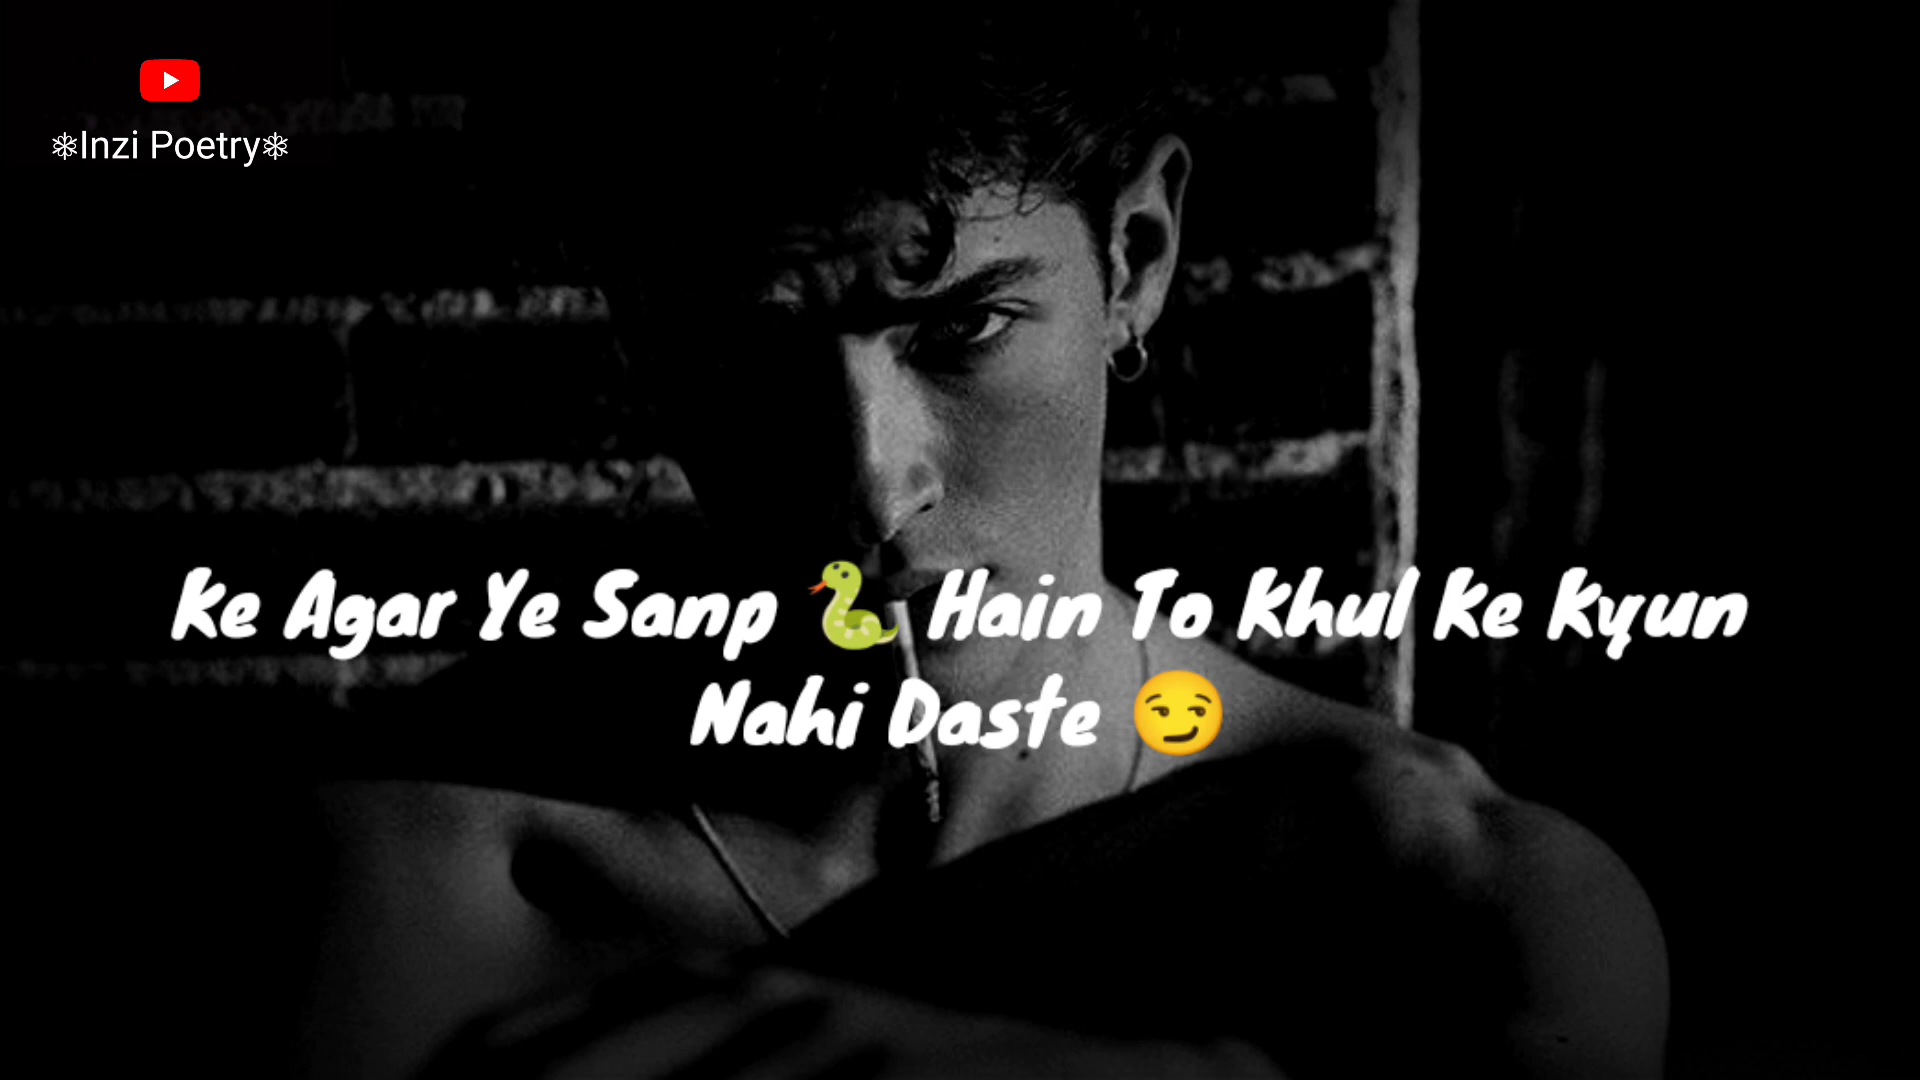 ❄Inzi Poetry❄
Ke Agar Ye Sanp 🐍 Hain To Khul Ke Kyun
Nahi Daste 😏